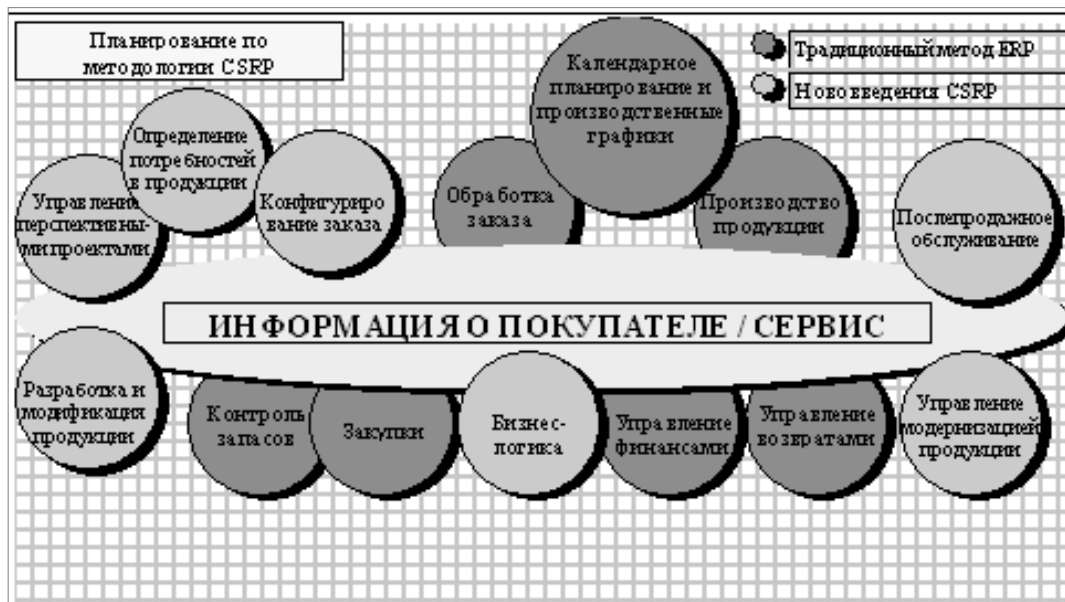 Планирование по
методологии CSRP
Традиционный метод ERP
Нововведения CSRP
Календарное
планирование и
производственные
графики
Определение
потребностей
в продукции
Управление
перспективны-
ми проектами
Конфигуриро
вание заказа
Обработка
заказа
Производство
продукции
Послепродажное
обслуживание
ИНФОРМАЦИЯ О ПОКУПАТЕЛЕ / СЕРВИС
Разработка и
модификация
продукции
Контроль
запасов
Закупки
Бизнес-
логика
Управление
финансами
Управление
возвратами
Управление
модернизацией
продукции